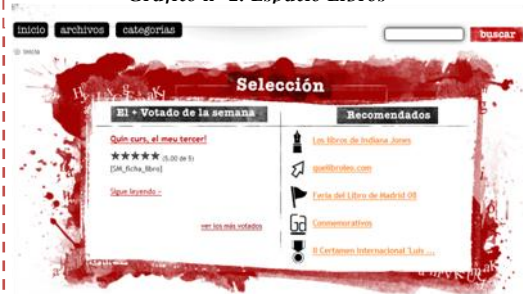 Gráfico nº 2. Espacio Libros
inicio archivos categorias
buscar
Inicio
Selección
El + Votado de la semana
Recomendados
Quin curs, el meu tercer!
(5.00 de 5)
[SM_ficha_libro]
Sigue leyendo »
ver los más votados
Los libros de Indiana Jones
quelibroleo.com
Feria del Libro de Madrid 08
Conmemorativos
II Certamen Internacional 'Luis ...